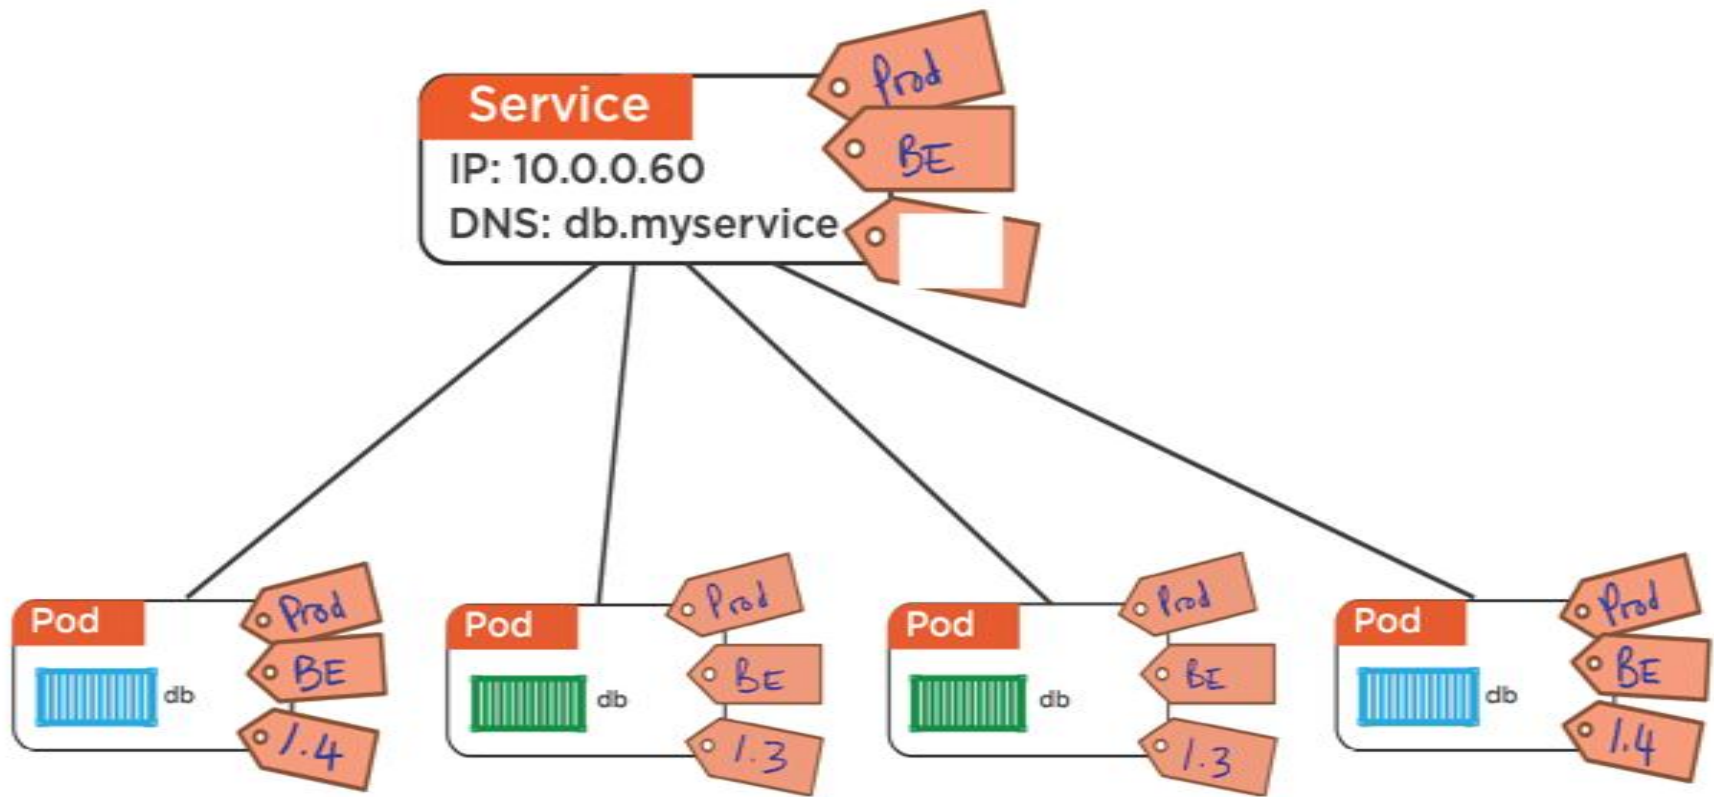 Service
IP: 10.0.0.60
DNS: db.myservice
Prod
BE
Pod
db
Prod
BE
1.4
Pod
db
Prod
BE
1.3
Pod
db
Prod
BE
1.3
Pod
db
Prod
BE
1.4